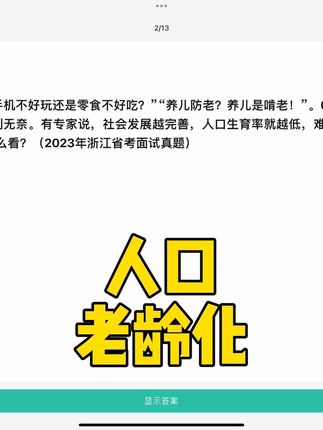 2/13
手机不好玩还是零食不好吃？”“养儿防老？养儿是啃老！”。
无奈。有专家说，社会发展越完善，人口生育率就越低，难
么看？（2023年浙江省考面试真题）
人口
老龄化
显示答案